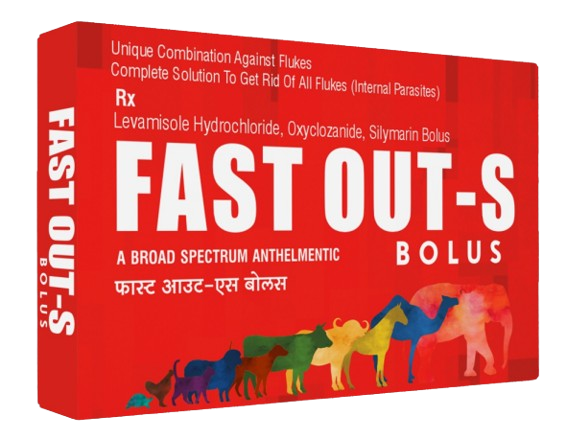 Unique Combination Against Flukes
Complete Solution To Get Rid Of All Flukes (Internal Parasites)
Rx
Levamisole Hydrochloride, Oxyclozanide, Silymarin Bolus
FAST OUT-S
BOLUS
A BROAD SPECTRUM ANTHELMENTIC
फास्ट आउट-एस बोलस
FAST OUT-S
BOLUS